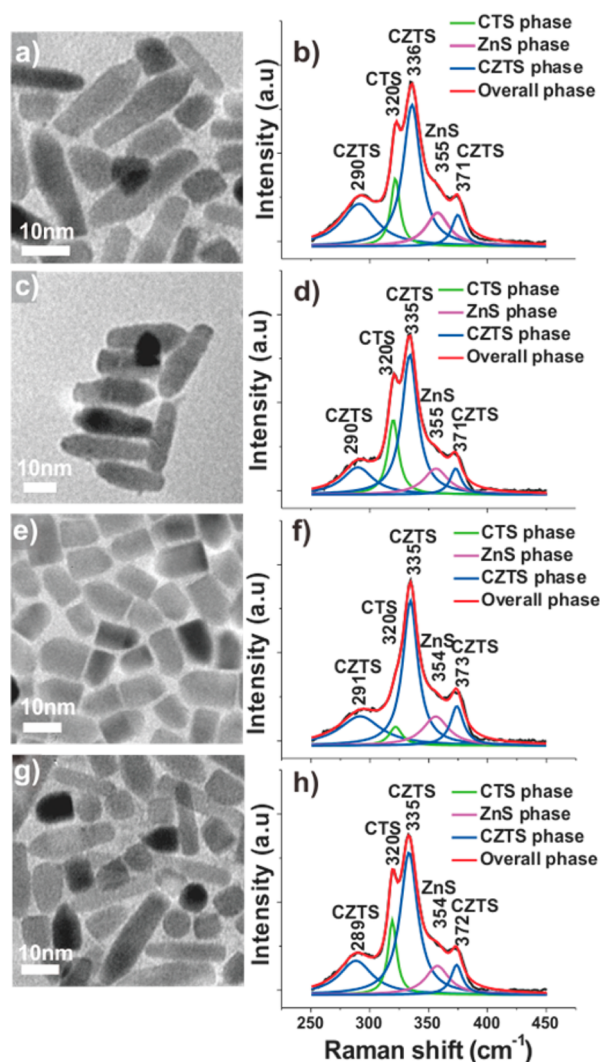 a)
10nm
b)
Intensity (a.u)
CZTS
290
CTS
320
CZTS
336
ZnS
355
CZTS
371
CTS phase
ZnS phase
CZTS phase
Overall phase
c)
10nm
d)
Intensity (a.u)
CZTS
290
CTS
320
CZTS
335
ZnS
355
CZTS
371
CTS phase
ZnS phase
CZTS phase
Overall phase
e)
10nm
f)
Intensity (a.u)
CZTS
291
CTS
320
CZTS
335
ZnS
354
CZTS
373
CTS phase
ZnS phase
CZTS phase
Overall phase
g)
10nm
h)
Intensity (a.u)
CZTS
289
CTS
320
CZTS
335
ZnS
354
CZTS
372
CTS phase
ZnS phase
CZTS phase
Overall phase
250 300 350 400 450
Raman shift (cm⁻¹)